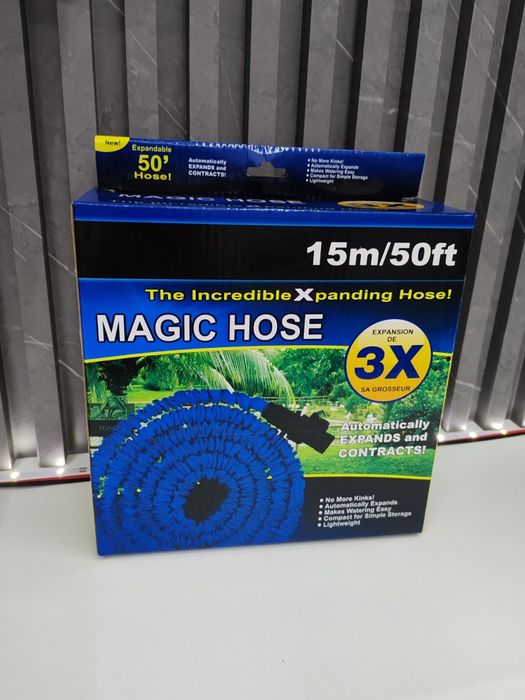 New!
Expandable
50'
Hose!
Automatically
EXPANDS and
CONTRACTS!
• No More Kinks!
• Automatically Expands
• Makes Watering Easy
• Compact for Simple Storage
• Lightweight
MAGIC HOSE
15m/50ft
The Incredible Xpanding Hose!
MAGIC HOSE
EXPANSION
DE
3X
SA GROSSEUR
Automatically
EXPANDS and
CONTRACTS!
• No More Kinks!
• Automatically Expands
• Makes Watering Easy
• Compact for Simple Storage
• Lightweight